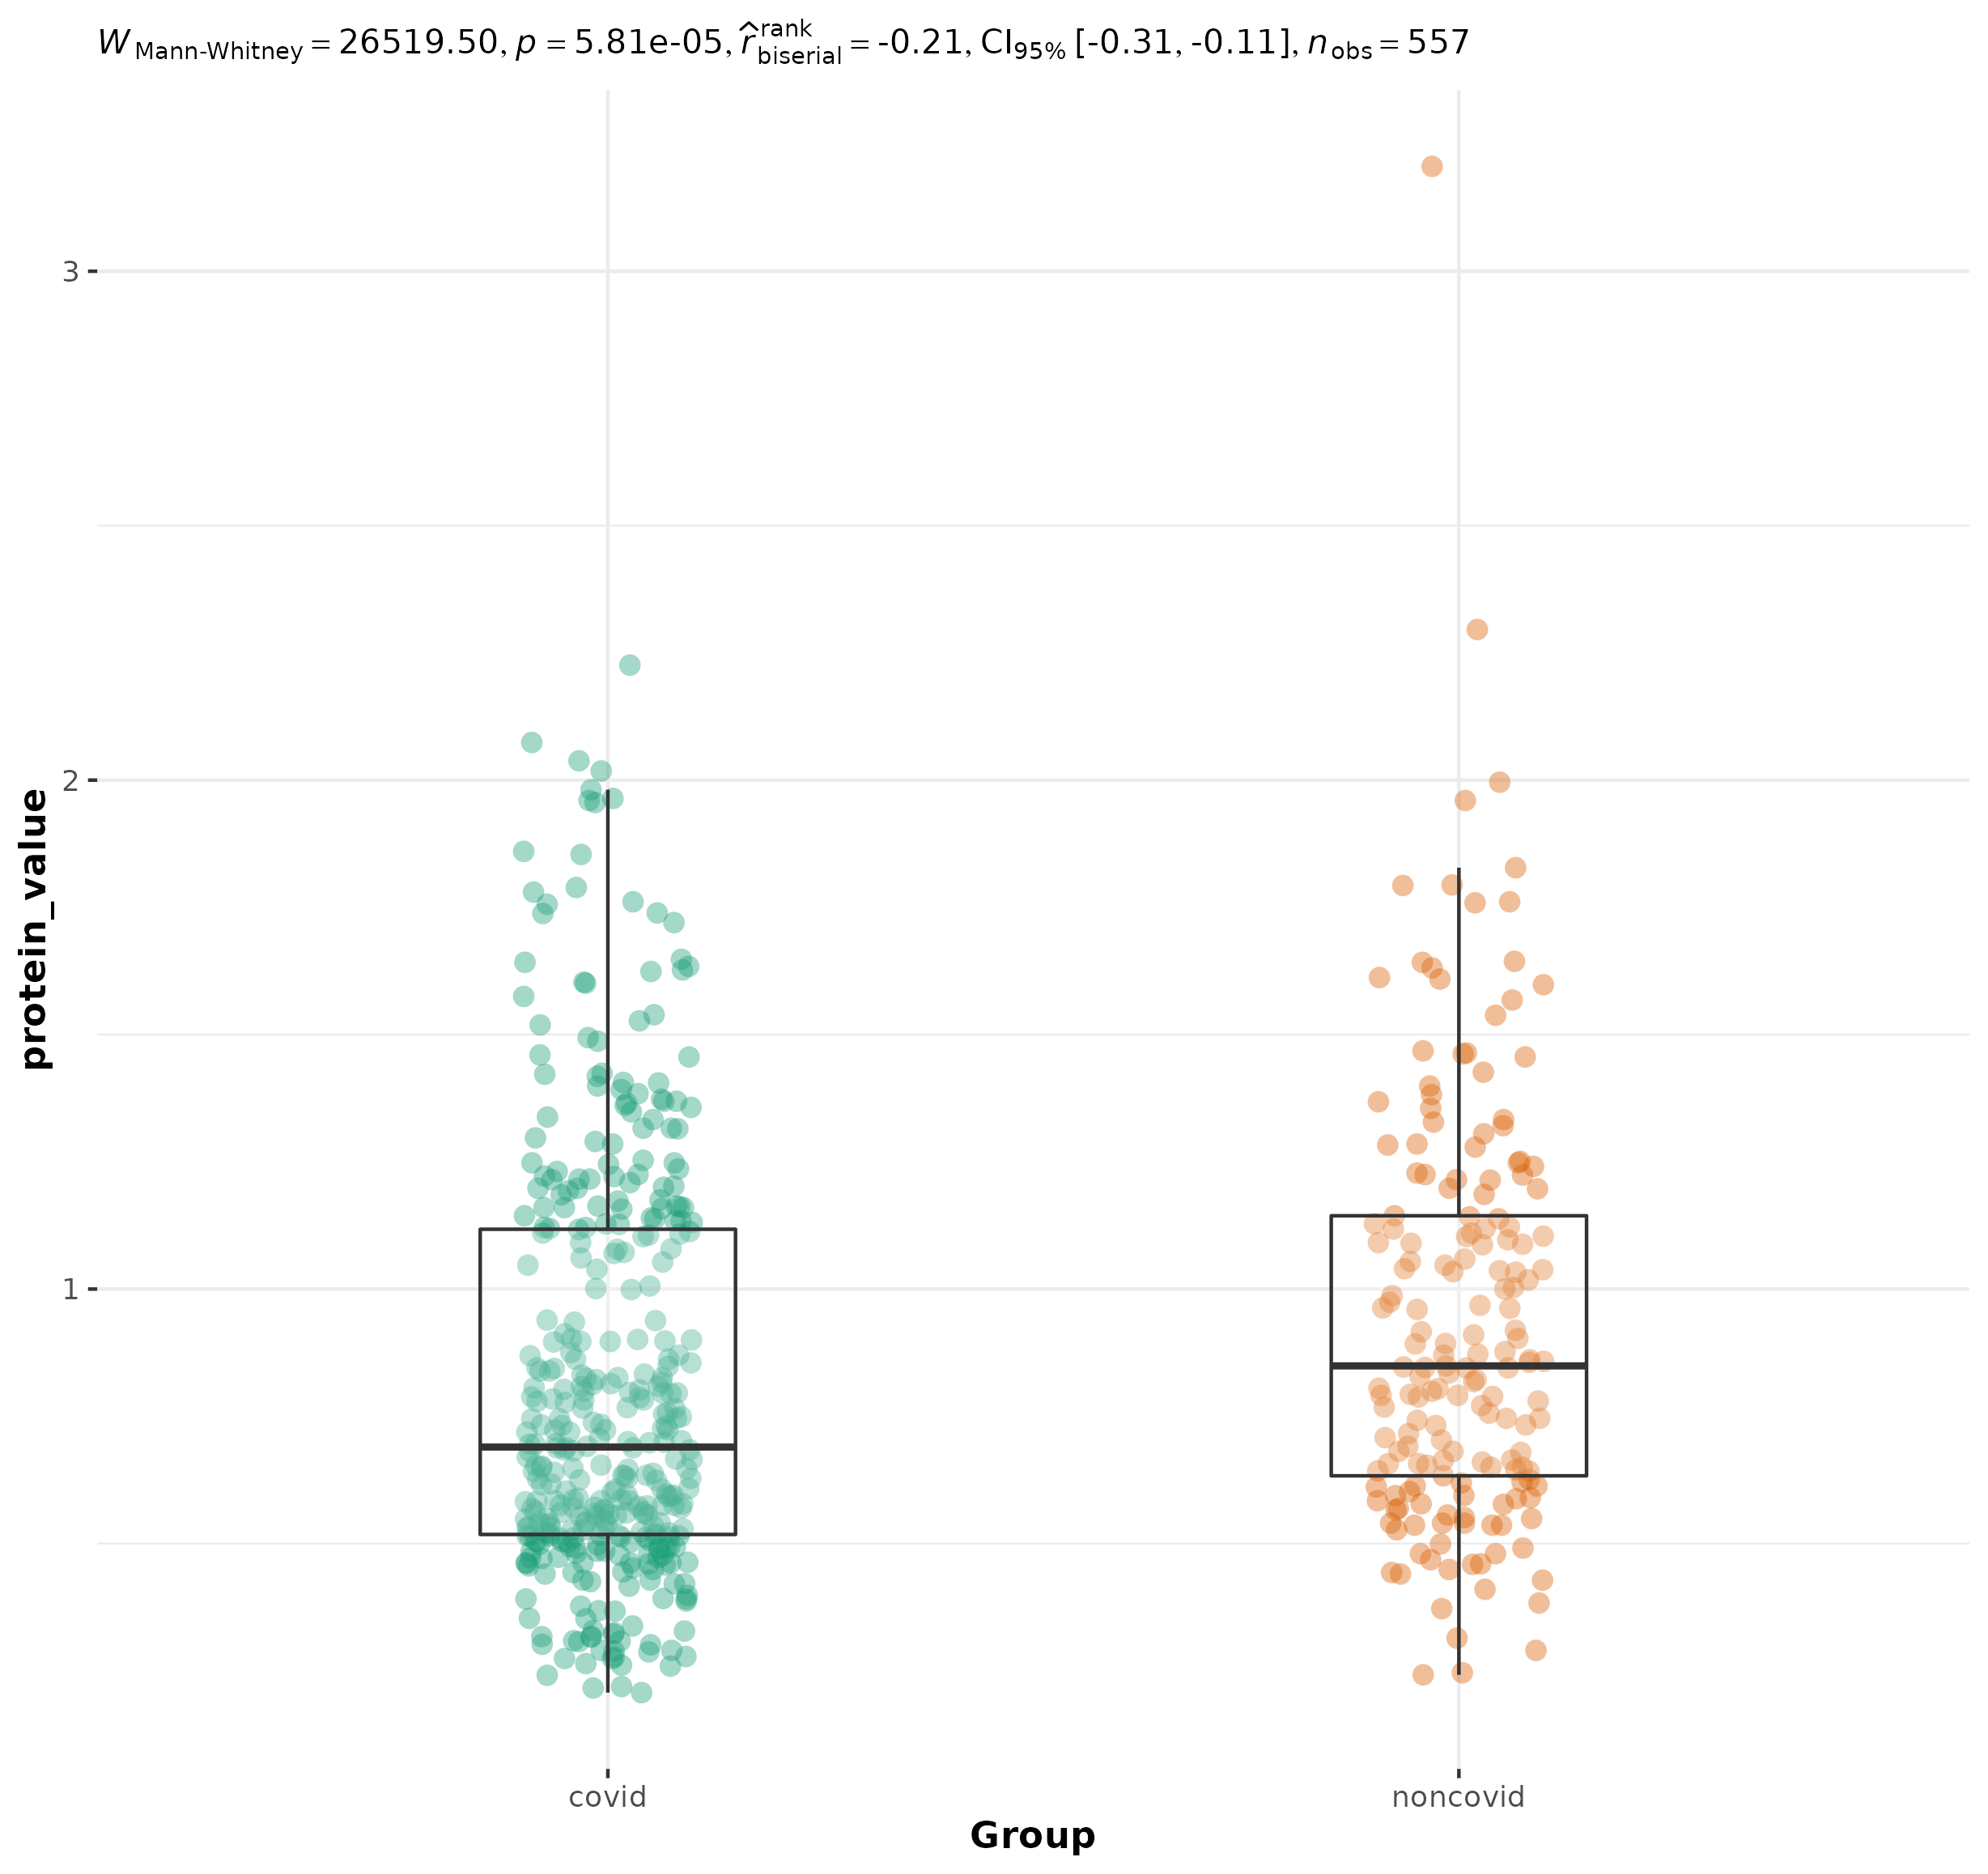 W Mann-Whitney = 26519.50, p = 5.81e-05, r̂ rank biserial = -0.21, CI95% [-0.31, -0.11], nobs = 557
3
2
1
protein_value
covid noncovid
Group